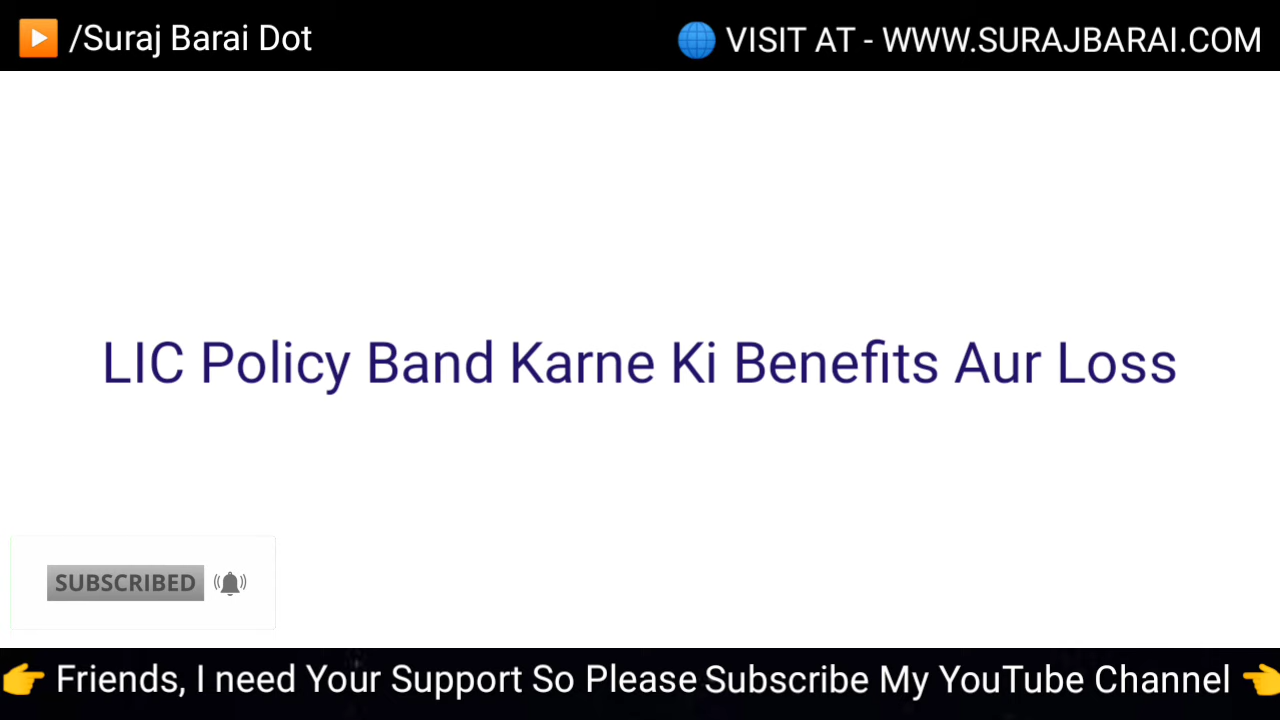 ▶️ /Suraj Barai Dot
🌐 VISIT AT - WWW.SURAJBARAI.COM
LIC Policy Band Karne Ki Benefits Aur Loss
SUBSCRIBED
👉 Friends, I need Your Support So Please Subscribe My YouTube Channel 👈